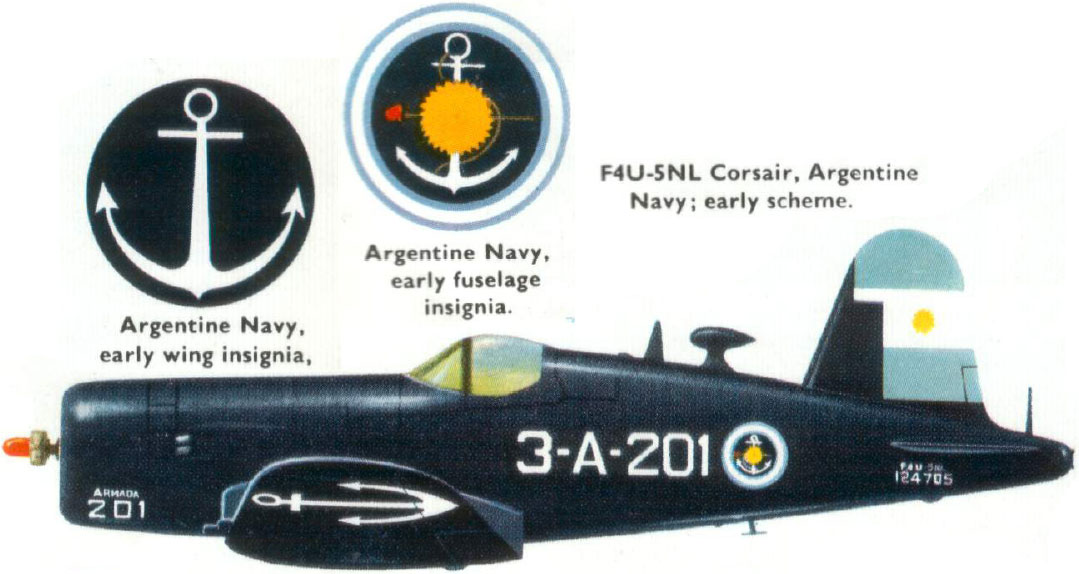 F4U-5NL Corsair, Argentine
Navy; early scheme.
Argentine Navy,
early fuselage
insignia.
Argentine Navy,
early wing insignia,
3-A-201
ARMADA
201
F4U-5NL
124705